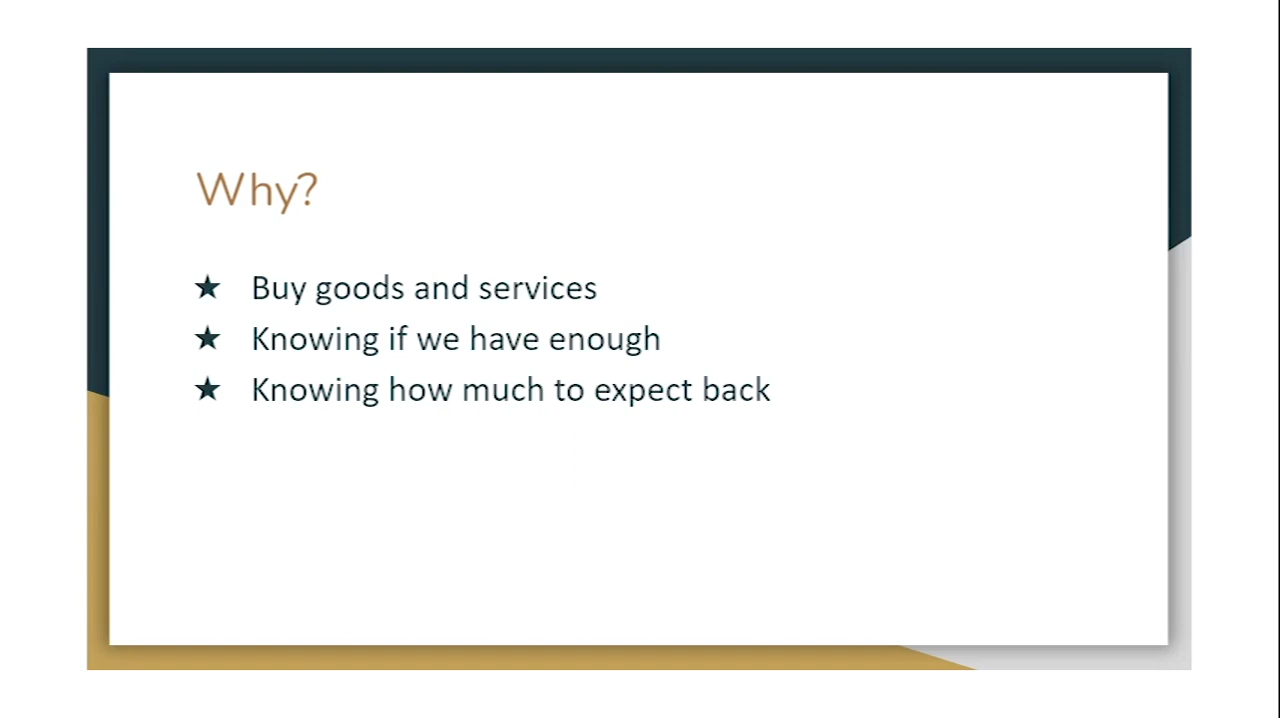 Why?
★ Buy goods and services
★ Knowing if we have enough
★ Knowing how much to expect back